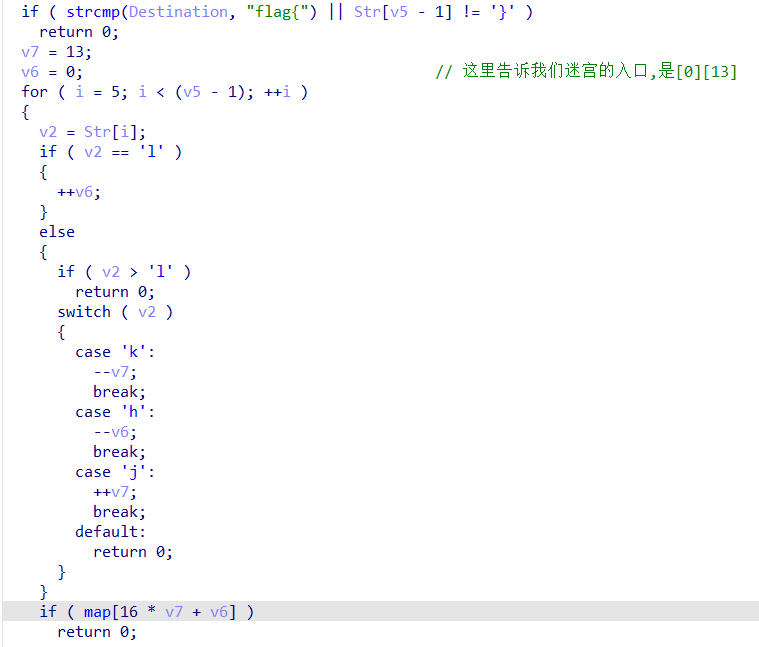 if ( strcmp(Destination, "flag{") || Str[v5 - 1] != '}' )
  return 0;
v7 = 13;
v6 = 0;                                       // 这里告诉我们迷宫的入口,是[0][13]
for ( i = 5; i < (v5 - 1); ++i )
{
  v2 = Str[i];
  if ( v2 == 'l' )
  {
    ++v6;
  }
  else
  {
    if ( v2 > 'l' )
      return 0;
    switch ( v2 )
    {
      case 'k':
        --v7;
        break;
      case 'h':
        --v6;
        break;
      case 'j':
        ++v7;
        break;
      default:
        return 0;
    }
  }
  if ( map[16 * v7 + v6] )
    return 0;